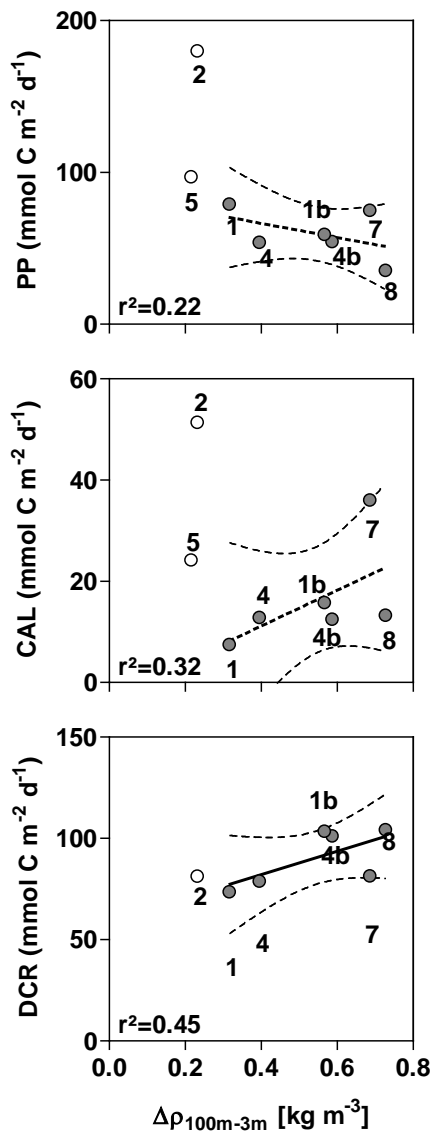 200
2
100
5
1
1b
7
4
4b
8
0
r²=0.22
PP (mmol C m⁻² d⁻¹)
60
2
40
5
7
20
4
1b
4b
8
1
0
r²=0.32
CAL (mmol C m⁻² d⁻¹)
150
1b
100
4b
8
2
50
4
7
1
0
r²=0.45
DCR (mmol C m⁻² d⁻¹)
0.0 0.2 0.4 0.6 0.8
Δρ₁₀₀ₘ₋₃ₘ [kg m⁻³]